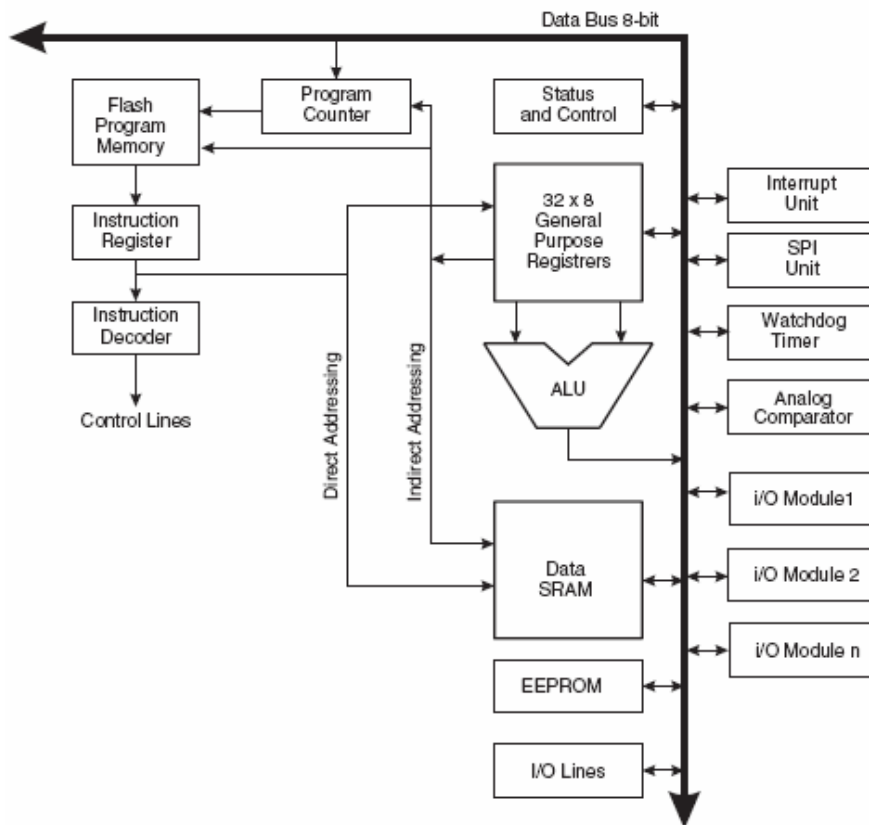 Data Bus 8-bit
Flash
Program
Memory
Program
Counter
Status
and Control
Interrupt
Unit
32 x 8
General
Purpose
Registrers
Instruction
Register
SPI
Unit
Instruction
Decoder
Watchdog
Timer
ALU
Analog
Comparator
Control Lines
Direct Addressing
Indirect Addressing
i/O Module1
Data
SRAM
i/O Module 2
i/O Module n
EEPROM
I/O Lines